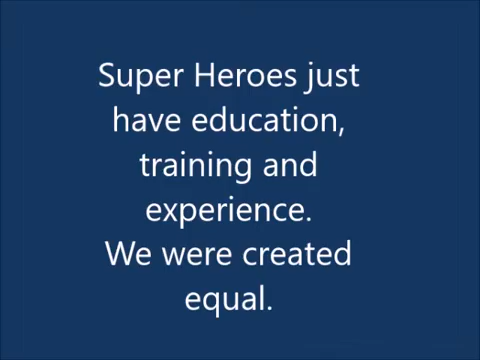 Super Heroes just
have education,
training and
experience.
We were created
equal.